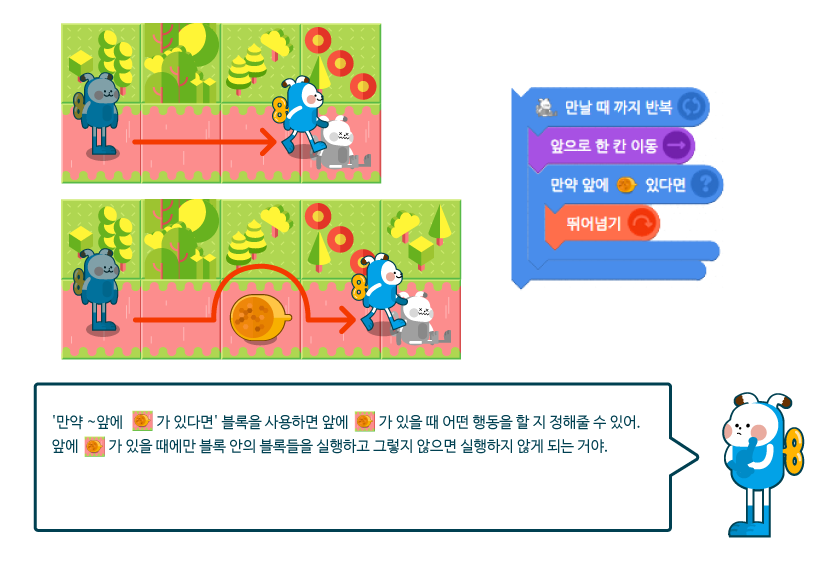 만날 때 까지 반복
앞으로 한 칸 이동
만약 앞에 있다면
?
뛰어넘기
'만약 ~앞에 가 있다면' 블록을 사용하면 앞에 가 있을 때 어떤 행동을 할 지 정해줄 수 있어.
앞에 가 있을 때에만 블록 안의 블록들을 실행하고 그렇지 않으면 실행하지 않게 되는 거야.